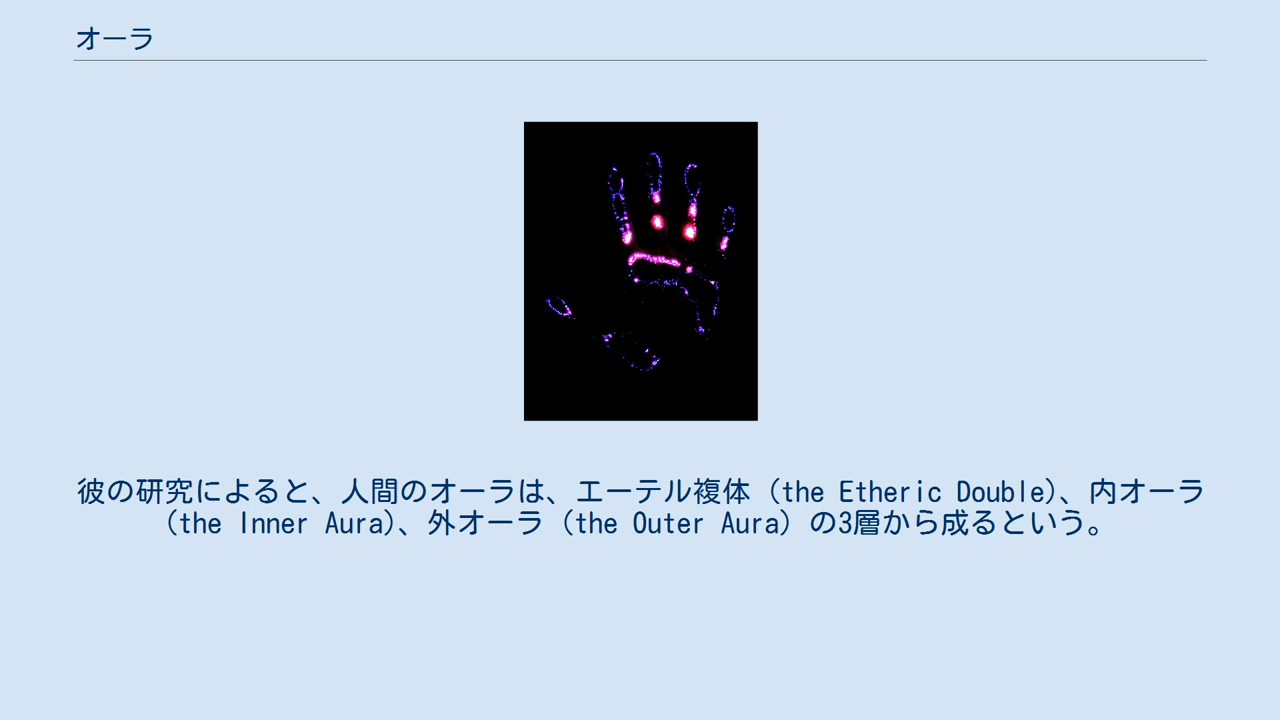 オーラ
彼の研究によると、人間のオーラは、エーテル複体（the Etheric Double)、内オーラ
（the Inner Aura)、外オーラ（the Outer Aura）の3層から成るという。